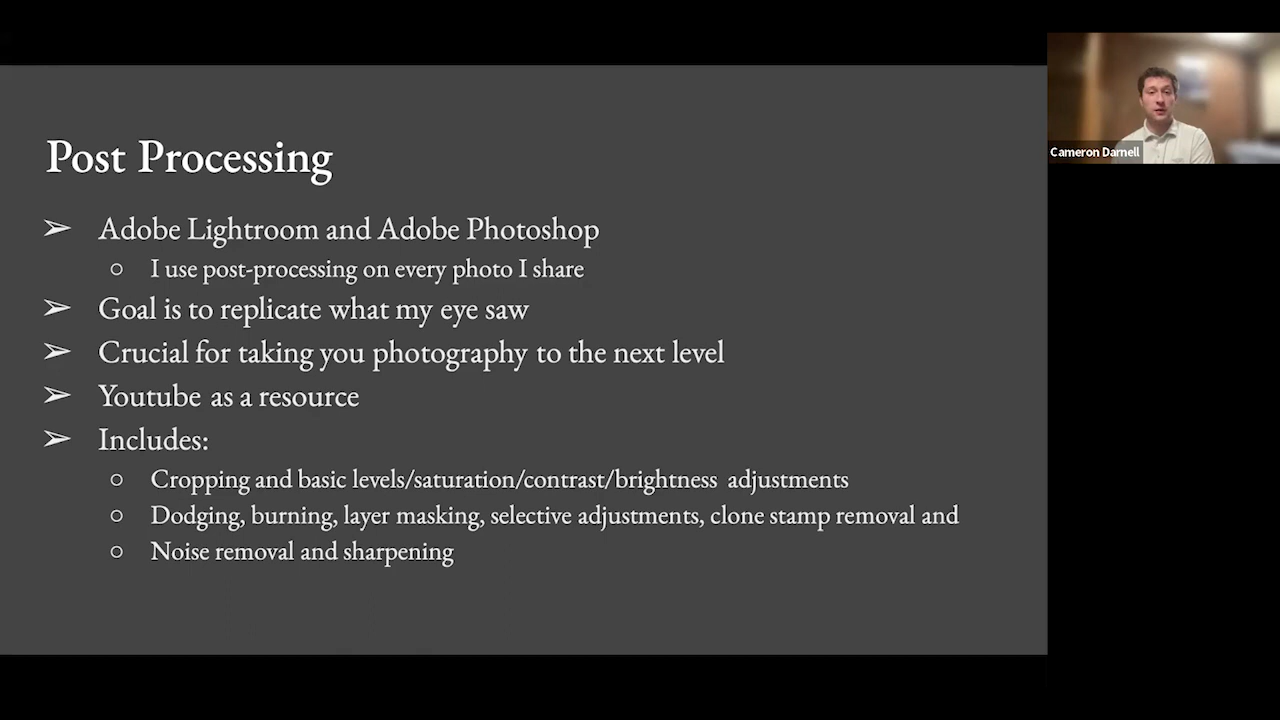 Post Processing
➢ Adobe Lightroom and Adobe Photoshop
○ I use post-processing on every photo I share
➢ Goal is to replicate what my eye saw
➢ Crucial for taking you photography to the next level
➢ Youtube as a resource
➢ Includes:
○ Cropping and basic levels/saturation/contrast/brightness adjustments
○ Dodging, burning, layer masking, selective adjustments, clone stamp removal and
○ Noise removal and sharpening
Cameron Darnell